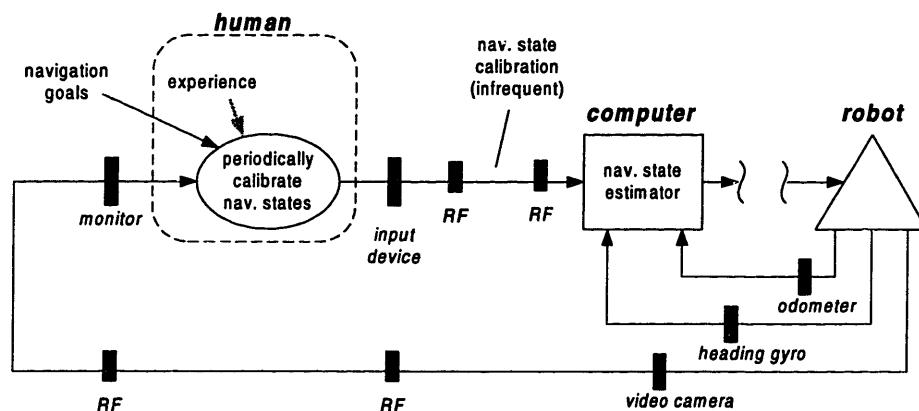 human
navigation
goals
experience
periodically
calibrate
nav. states
monitor
input
device
RF
RF
nav. state
calibration
(infrequent)
computer
nav. state
estimator
robot
odometer
heading gyro
video camera
RF
RF